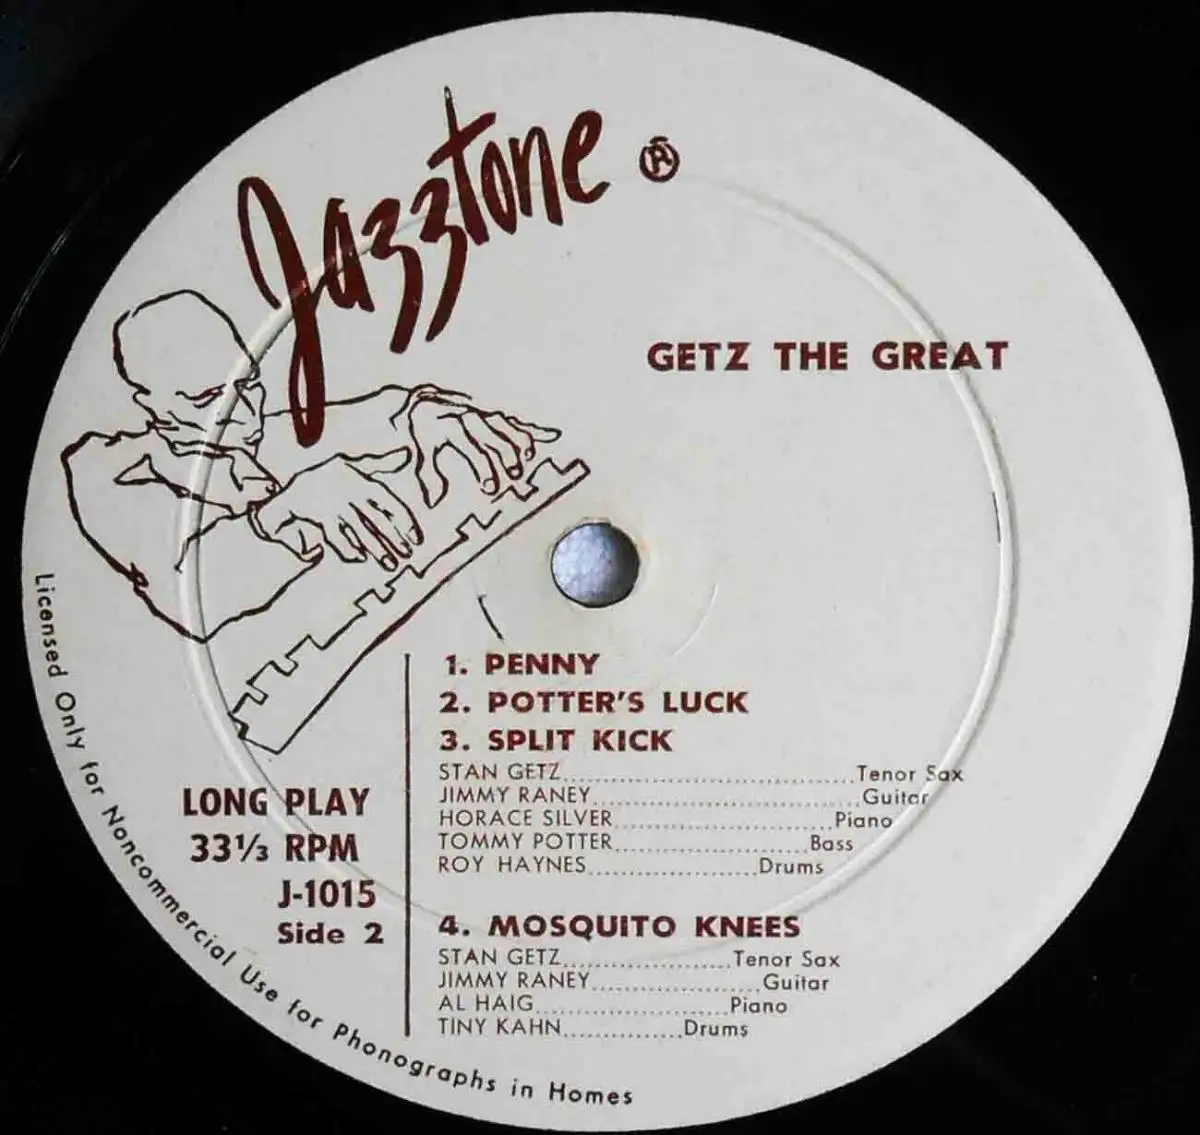 Jazztone ®
GETZ THE GREAT
1. PENNY
2. POTTER'S LUCK
3. SPLIT KICK
STAN GETZ..............................Tenor Sax
JIMMY RANEY............................Guitar
HORACE SILVER.......................Piano
TOMMY POTTER....................Bass
ROY HAYNES..................Drums
4. MOSQUITO KNEES
STAN GETZ..................Tenor Sax
JIMMY RANEY..................Guitar
AL HAIG....................Piano
TINY KAHN.............Drums
LONG PLAY
33⅓ RPM
J-1015
Side 2
Licensed Only for Noncommercial Use for Phonographs in Homes